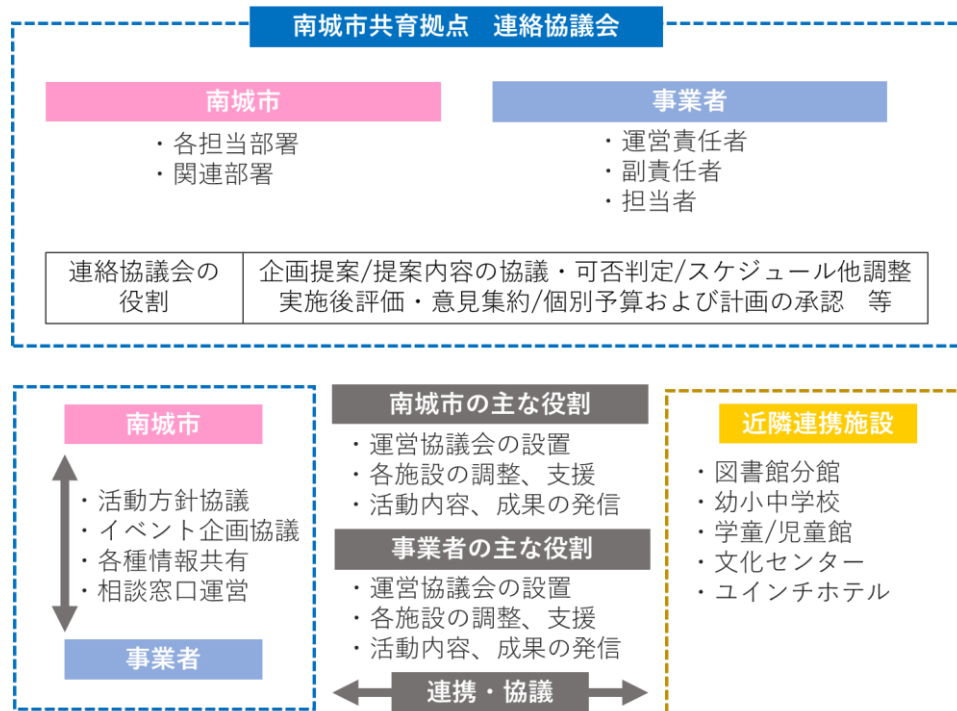 南城市共育拠点　連絡協議会
南城市
・各担当部署
・関連部署
事業者
・運営責任者
・副責任者
・担当者
連絡協議会の
役割
企画提案/提案内容の協議・可否判定/スケジュール他調整
実施後評価・意見集約/個別予算および計画の承認　等
南城市
・活動方針協議
・イベント企画協議
・各種情報共有
・相談窓口運営
事業者
南城市の主な役割
・運営協議会の設置
・各施設の調整、支援
・活動内容、成果の発信
事業者の主な役割
・運営協議会の設置
・各施設の調整、支援
・活動内容、成果の発信
連携・協議
近隣連携施設
・図書館分館
・幼小中学校
・学童/児童館
・文化センター
・ユインチホテル